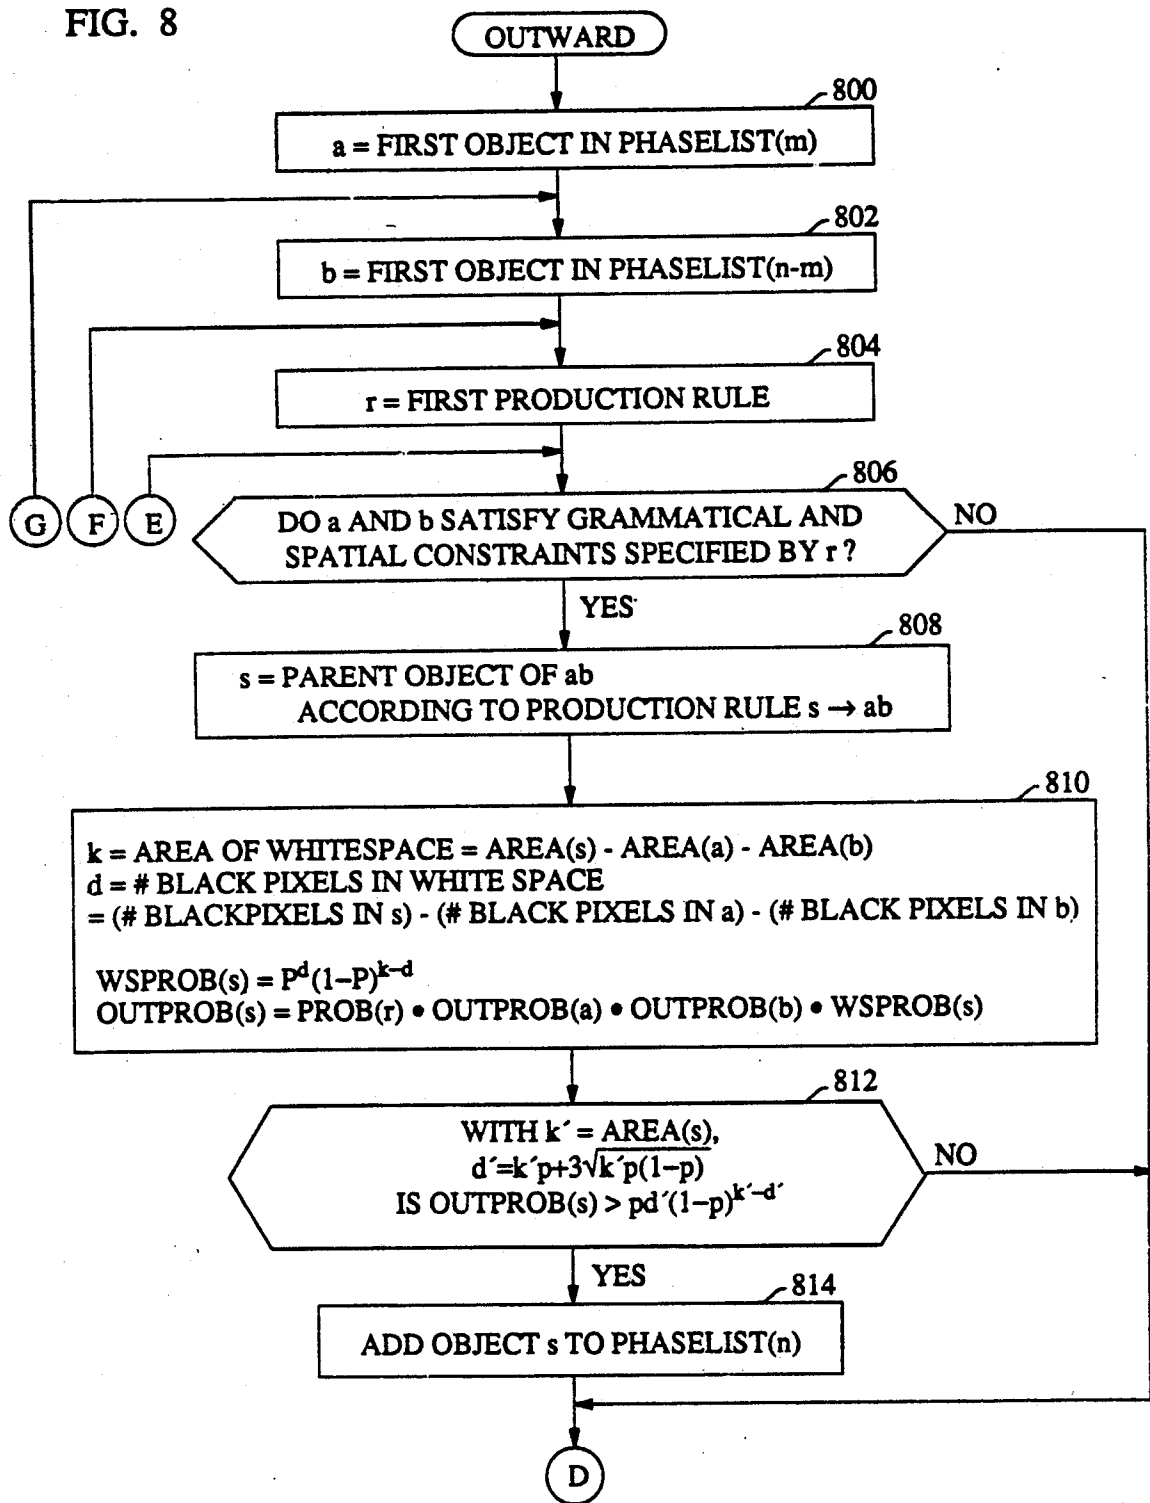 FIG. 8
OUTWARD
800
a = FIRST OBJECT IN PHASELIST(m)
802
b = FIRST OBJECT IN PHASELIST(n-m)
804
r = FIRST PRODUCTION RULE
G F E
806
DO a AND b SATISFY GRAMMATICAL AND
SPATIAL CONSTRAINTS SPECIFIED BY r ?
NO
YES
808
s = PARENT OBJECT OF ab
ACCORDING TO PRODUCTION RULE s → ab
810
k = AREA OF WHITESPACE = AREA(s) - AREA(a) - AREA(b)
d = # BLACK PIXELS IN WHITE SPACE
= (# BLACKPIXELS IN s) - (# BLACK PIXELS IN a) - (# BLACK PIXELS IN b)
WSPROB(s) = P^d(1–P)^{k–d}
OUTPROB(s) = PROB(r) • OUTPROB(a) • OUTPROB(b) • WSPROB(s)
812
WITH k´ = AREA(s),
d´=k´p+3√k´p(1–p)
IS OUTPROB(s) > pd´(1–p)^{k´–d´}
NO
YES
814
ADD OBJECT s TO PHASELIST(n)
D